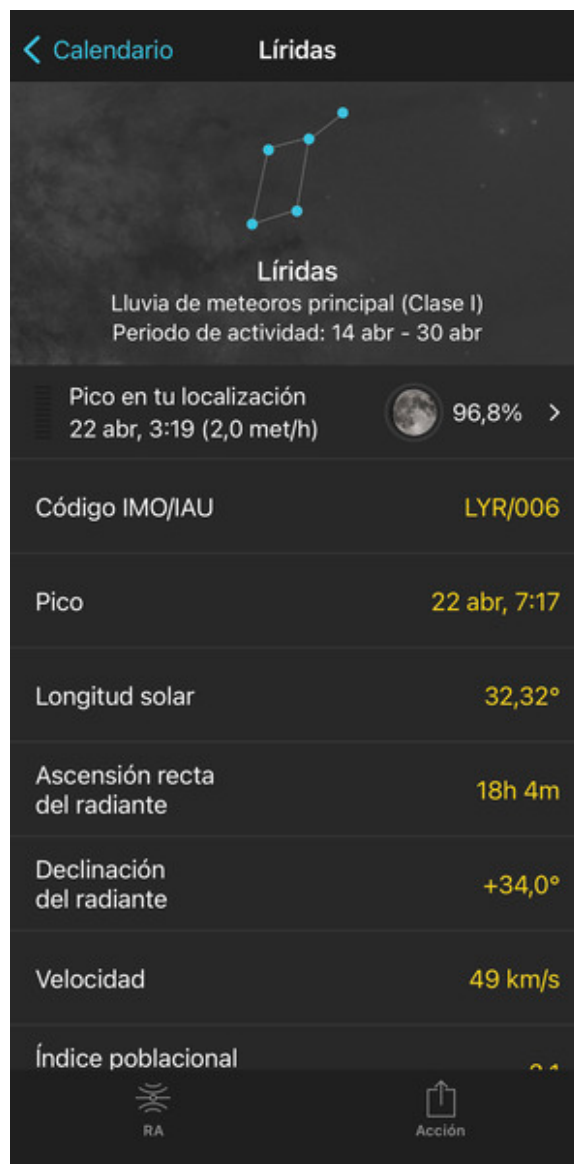 Calendario
Líridas
Líridas
Lluvia de meteoros principal (Clase I)
Periodo de actividad: 14 abr - 30 abr
Pico en tu localización
22 abr, 3:19 (2,0 met/h)
96,8%
Código IMO/IAU
LYR/006
Pico
22 abr, 7:17
Longitud solar
32,32°
Ascensión recta
del radiante
18h 4m
Declinación
del radiante
+34,0°
Velocidad
49 km/s
Índice poblacional
RA
Acción